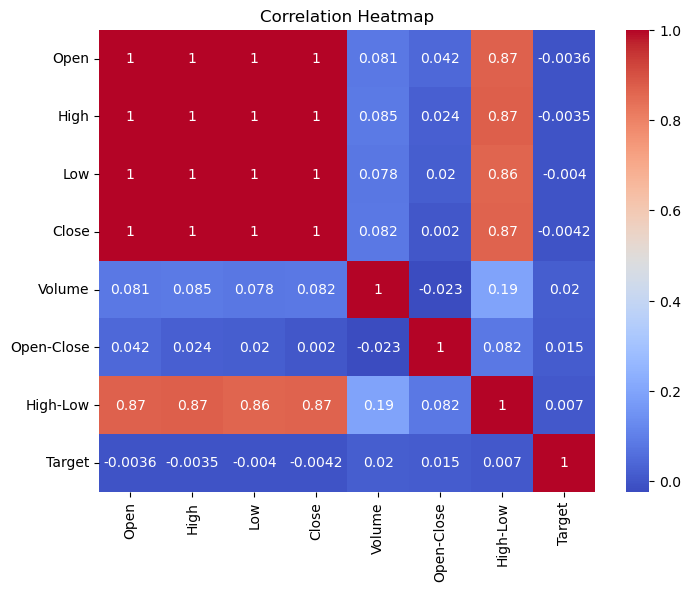 Correlation Heatmap
Open 1 1 1 1 0.081 0.042 0.87 -0.0036
High 1 1 1 1 0.085 0.024 0.87 -0.0035
Low 1 1 1 1 0.078 0.02 0.86 -0.004
Close 1 1 1 1 0.082 0.002 0.87 -0.0042
Volume 0.081 0.085 0.078 0.082 1 -0.023 0.19 0.02
Open-Close 0.042 0.024 0.02 0.002 -0.023 1 0.082 0.015
High-Low 0.87 0.87 0.86 0.87 0.19 0.082 1 0.007
Target -0.0036 -0.0035 -0.004 -0.0042 0.02 0.015 0.007 1
Open High Low Close Volume Open-Close High-Low Target
1.0
0.8
0.6
0.4
0.2
0.0